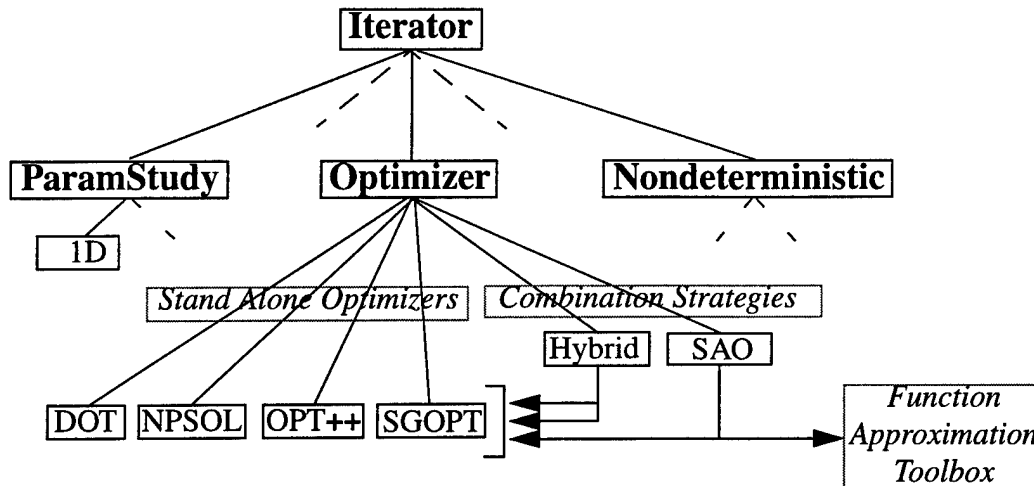 Iterator
ParamStudy
Optimizer
Nondeterministic
1D
Stand Alone Optimizers
Combination Strategies
Hybrid
SAO
DOT
NPSOL
OPT++
SGOPT
Function
Approximation
Toolbox